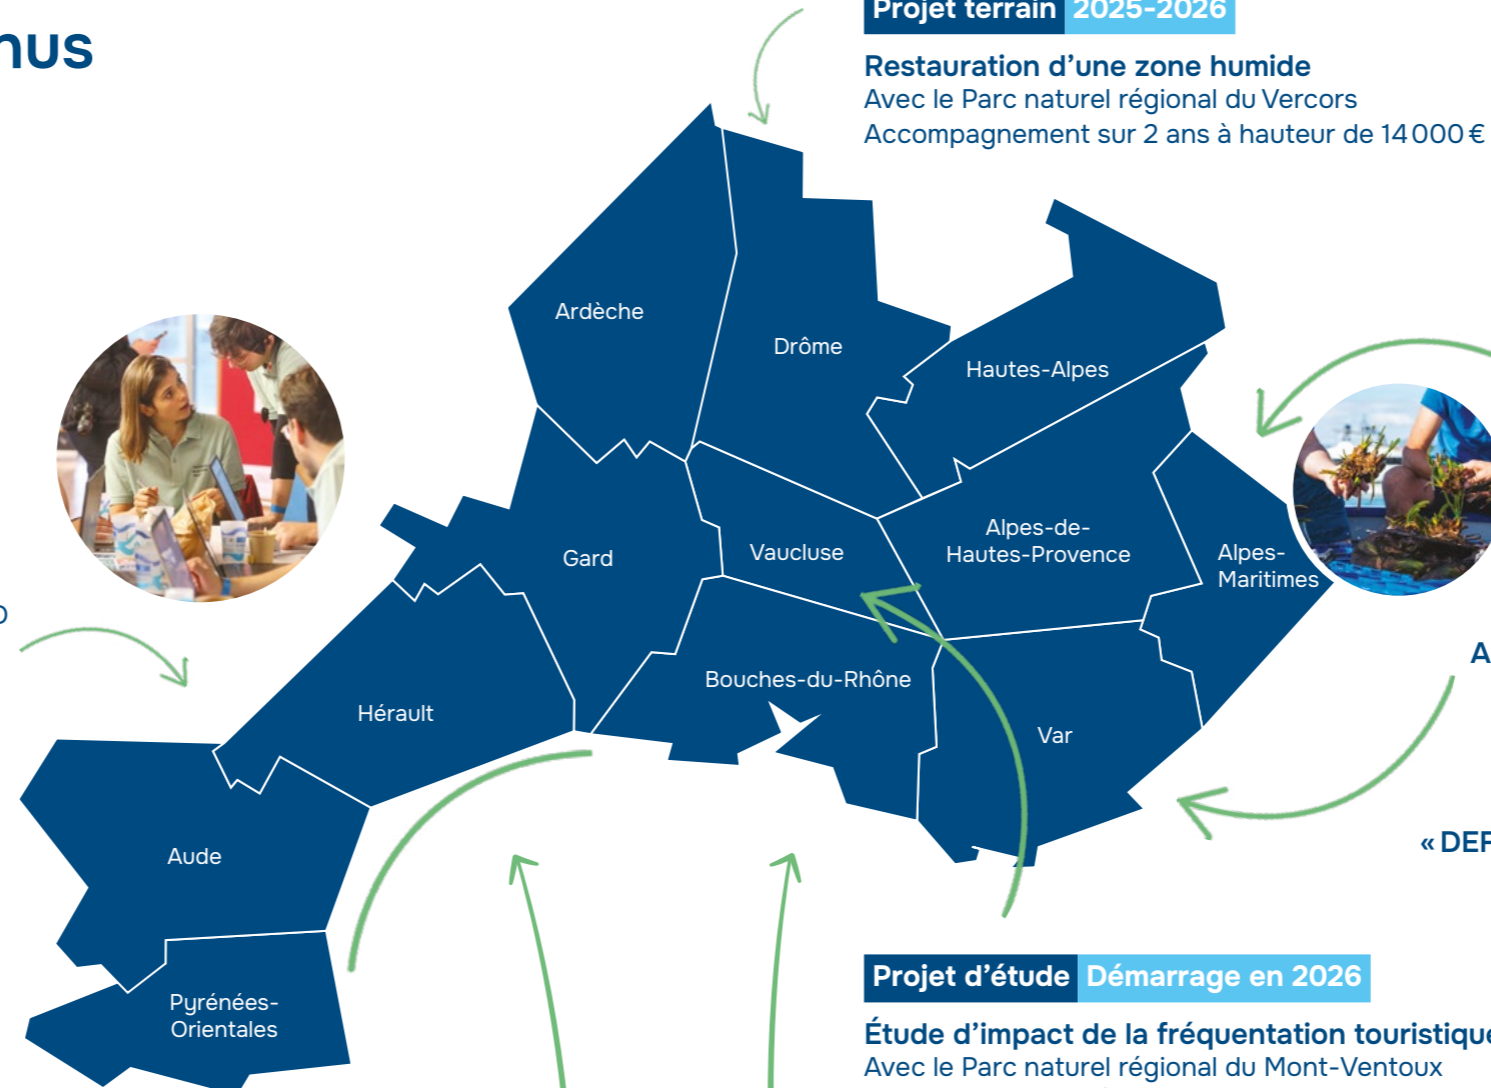 Projet terrain 2025-2026
Restauration d’une zone humide
Avec le Parc naturel régional du Vercors
Accompagnement sur 2 ans à hauteur de 14 000 €
Ardèche
Drôme
Hautes-Alpes
Gard
Vaucluse
Alpes-de-
Hautes-Provence
Alpes-
Maritimes
Bouches-du-Rhône
Hérault
Var
Aude
Pyrénées-
Orientales
Projet d’étude Démarrage en 2026
Étude d’impact de la fréquentation touristique
Avec le Parc naturel régional du Mont-Ventoux